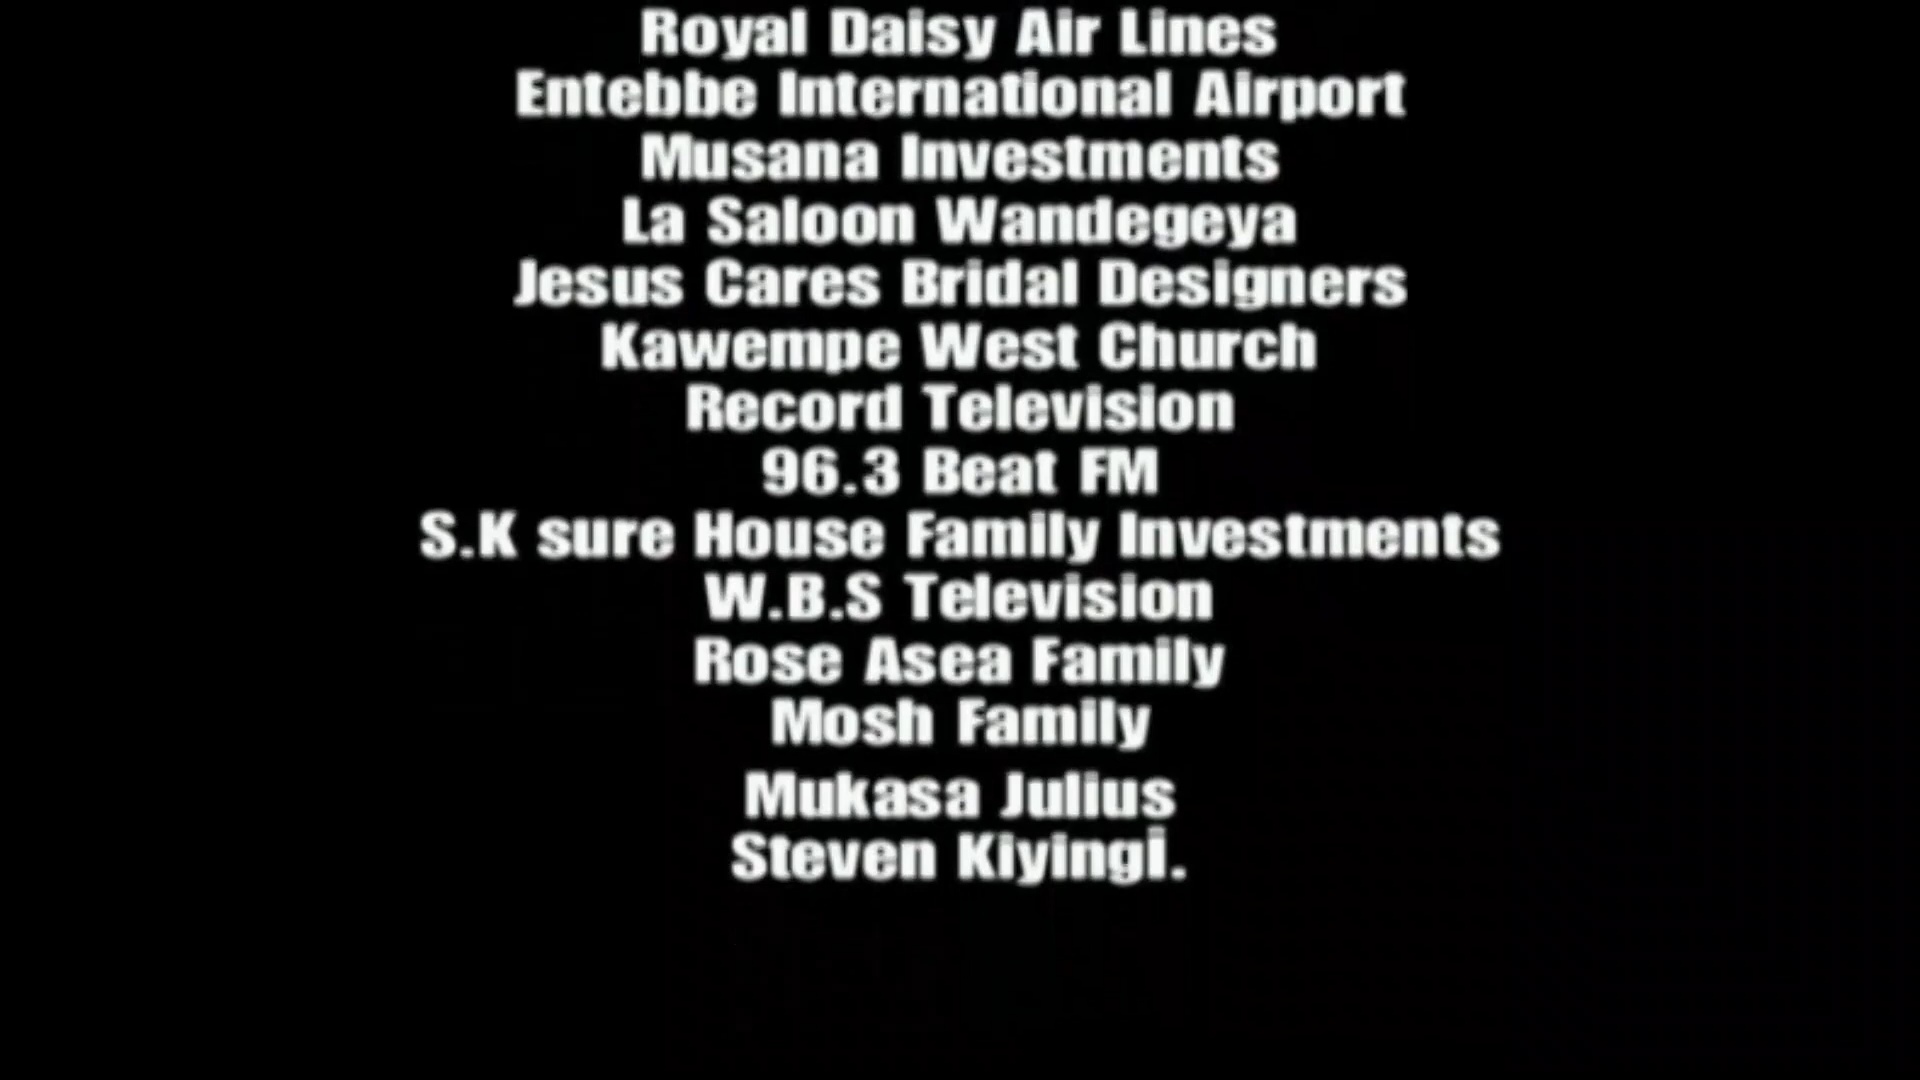 Royal Daisy Air Lines
Entebbe International Airport
Musana Investments
La Saloon Wandegeya
Jesus Cares Bridal Designers
Kawempe West Church
Record Television
96.3 Beat FM
S.K sure House Family Investments
W.B.S Television
Rose Asea Family
Mosh Family
Mukasa Julius
Steven Kiyingi.